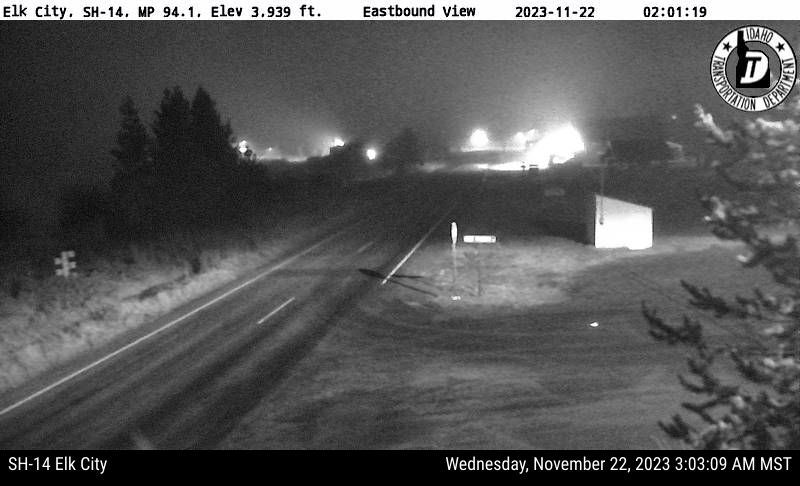 Elk City, SH-14, MP 94.1, Elev 3,939 ft. Eastbound View 2023-11-22 02:01:19
IDAHO
TRANSPORTATION DEPARTMENT
SH-14 Elk City Wednesday, November 22, 2023 3:03:09 AM MST